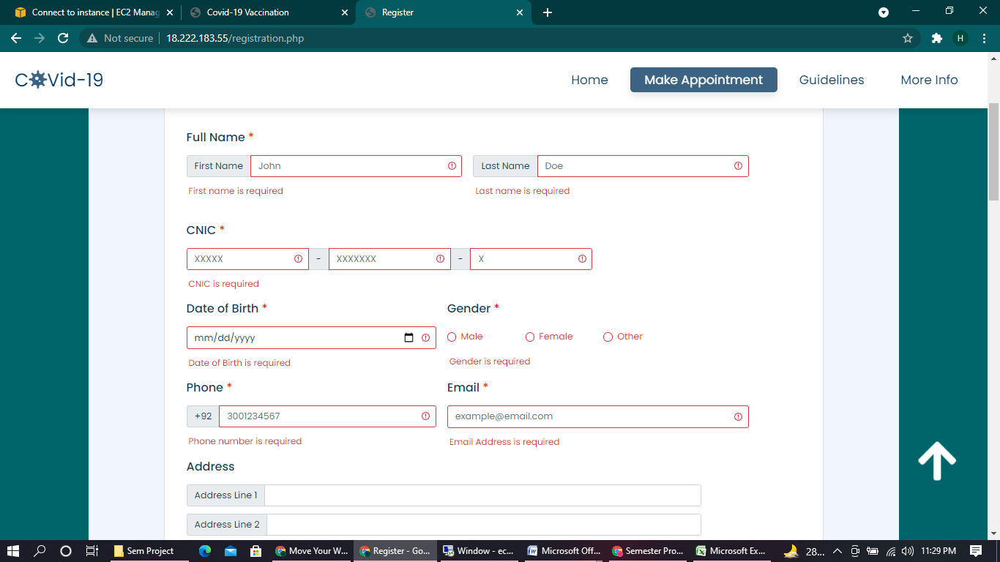 Connect to instance | EC2 Manag
Covid-19 Vaccination
Register
Not secure
18.222.183.55/registration.php
H
C Vid-19
Home
Make Appointment
Guidelines
More Info
Full Name *
First Name
John
Last Name
Doe
First name is required
Last name is required
CNIC *
XXXXX
-
XXXXXXX
-
X
CNIC is required
Date of Birth *
Gender *
mm/dd/yyyy
Male
Female
Other
Date of Birth is required
Gender is required
Phone *
Email *
+92
3001234567
example@email.com
Phone number is required
Email Address is required
Address
Address Line 1
Address Line 2
Sem Project
Move Your W...
Register - Go...
Window - ec...
Microsoft Off...
Semester Pro...
Microsoft Ex...
28...
11:29 PM